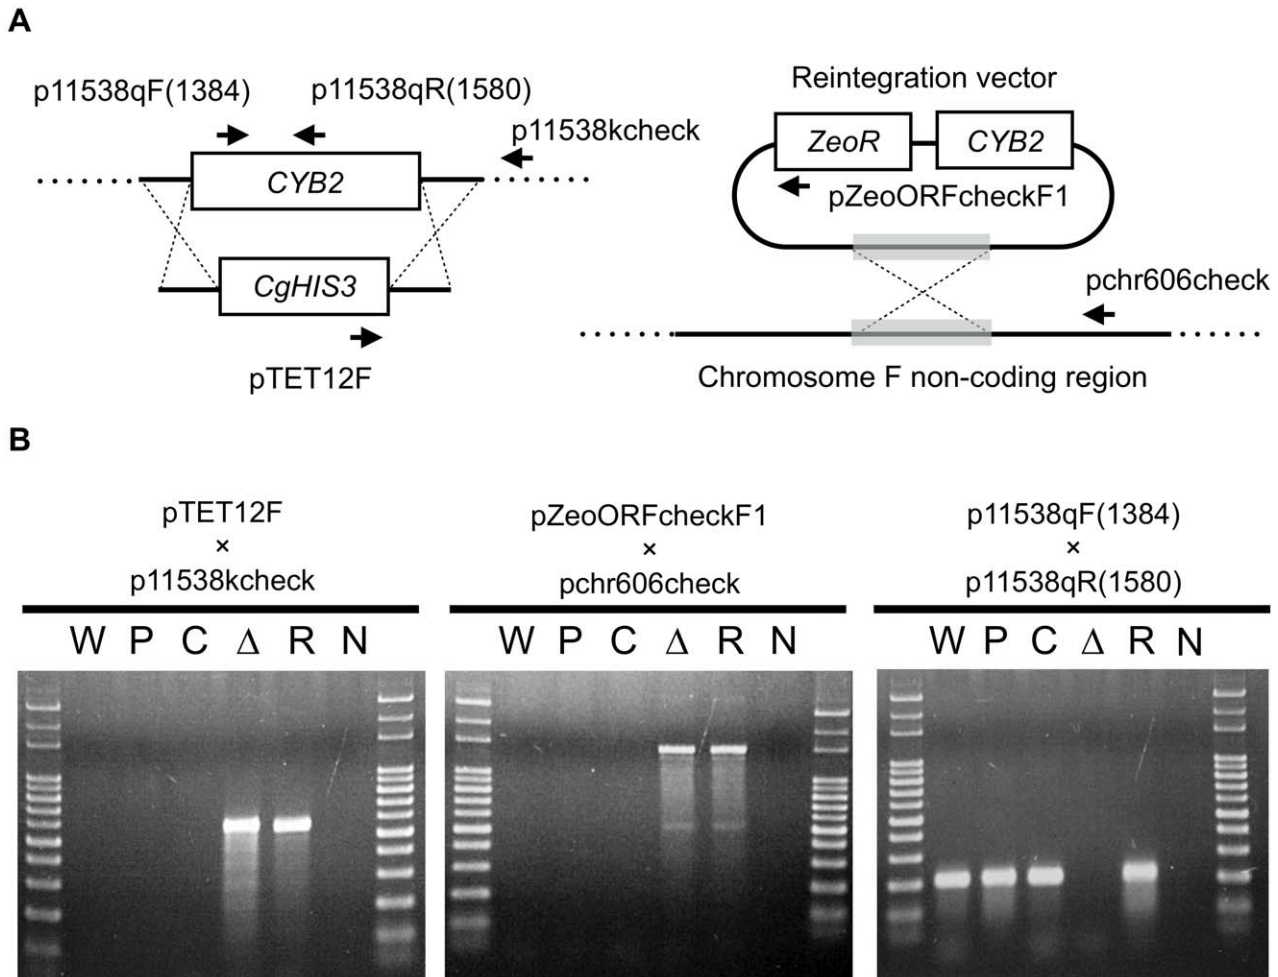 A
p11538qF(1384)
p11538qR(1580)
p11538kcheck
CYB2
CgHIS3
pTET12F
Reintegration vector
ZeoR
CYB2
pZeoORFcheckF1
pchr606check
Chromosome F non-coding region
B
pTET12F
×
p11538kcheck
W P C Δ R N
pZeoORFcheckF1
×
pchr606check
W P C Δ R N
p11538qF(1384)
×
p11538qR(1580)
W P C Δ R N